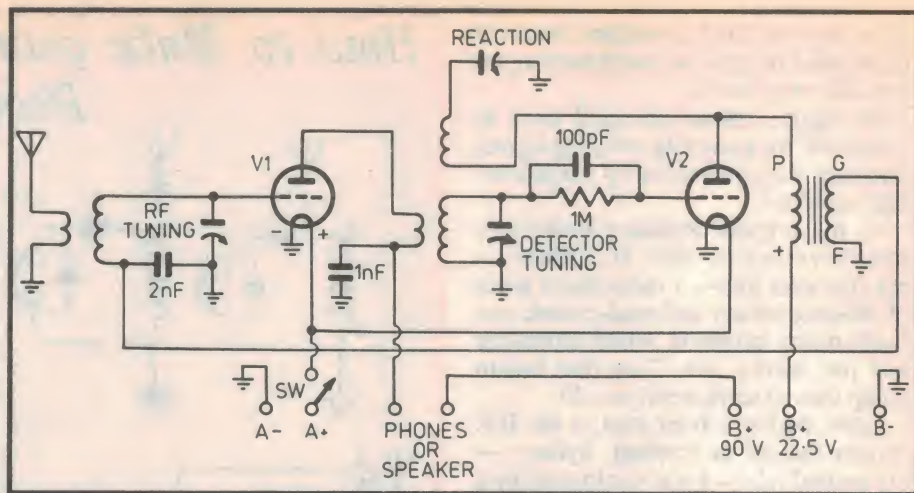 REACTION
100pF
V1
V2
P
G
RF
TUNING
- +
1M
+
F
2nF
1nF
DETECTOR
TUNING
SW
A-
A+
PHONES
OR
SPEAKER
B+
90 V
B+
22.5 V
B-